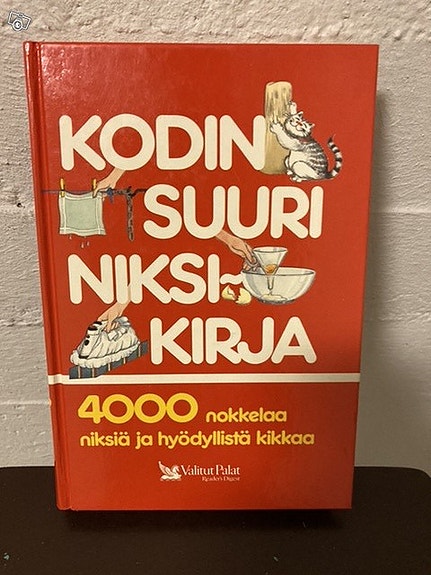 KODIN
SUURI
NIKSI-
KIRJA
4000 nokkelaa
niksiä ja hyödyllistä kikkaa
Valitut Palat
Reader's Digest